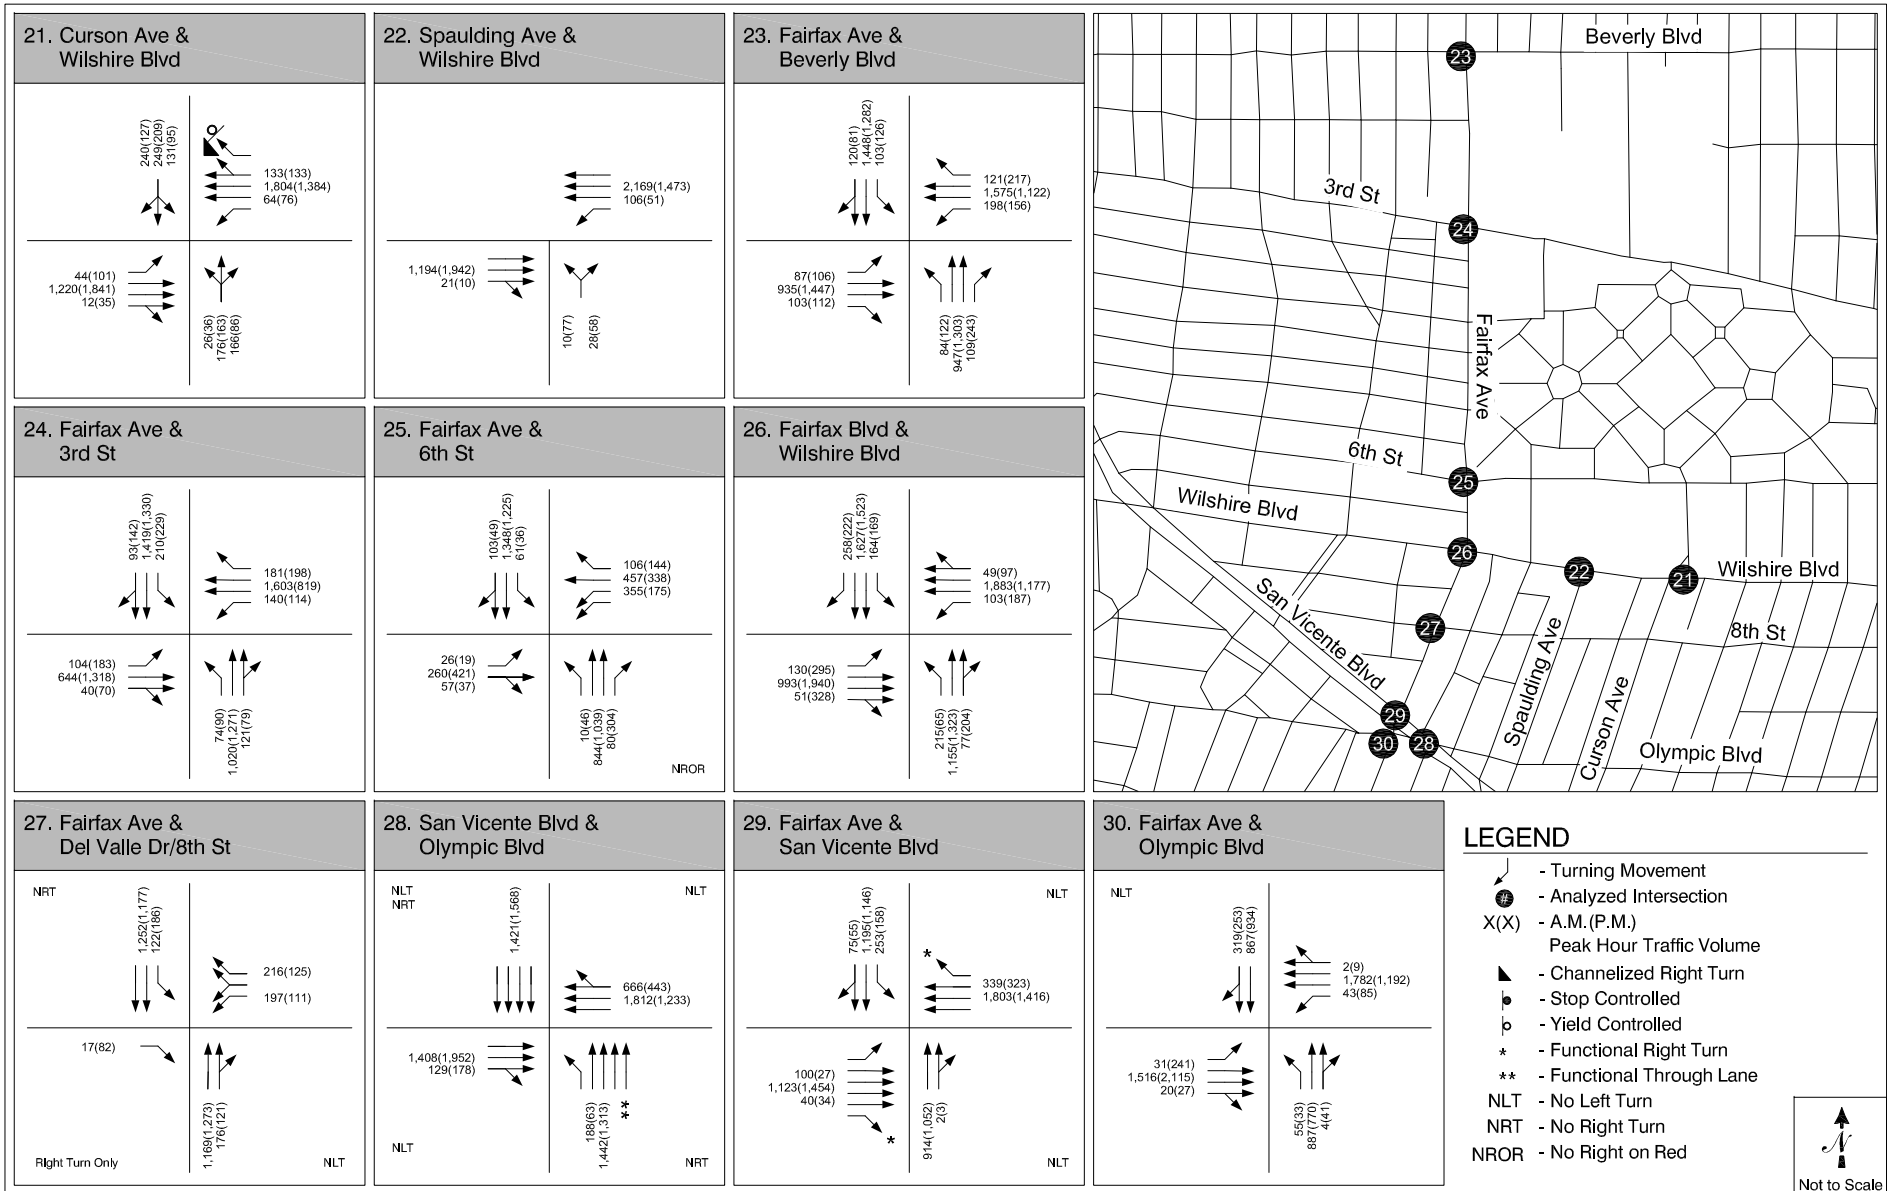 21. Curson Ave &
Wilshire Blvd
240(127)
249(209)
131(95)
133(133)
1,804(1,384)
64(76)
44(101)
1,220(1,841)
12(35)
26(36)
176(163)
166(86)
22. Spaulding Ave &
Wilshire Blvd
2,169(1,473)
106(51)
1,194(1,942)
21(10)
10(77)
28(58)
23. Fairfax Ave &
Beverly Blvd
120(81)
1,448(1,282)
103(126)
121(217)
1,575(1,122)
198(156)
87(106)
935(1,447)
103(112)
84(122)
947(1,303)
109(243)
24. Fairfax Ave &
3rd St
93(142)
1,419(1,330)
210(229)
181(198)
1,603(819)
140(114)
104(183)
644(1,318)
40(70)
74(90)
1,020(1,271)
121(79)
25. Fairfax Ave &
6th St
103(49)
1,348(1,225)
61(36)
106(144)
457(338)
355(175)
26(19)
260(421)
57(37)
10(46)
844(1,039)
80(304)
NROR
26. Fairfax Blvd &
Wilshire Blvd
258(222)
1,627(1,523)
164(169)
49(97)
1,883(1,177)
103(187)
130(295)
993(1,940)
51(328)
215(65)
1,155(1,323)
77(204)
27. Fairfax Ave &
Del Valle Dr/8th St
NRT
1,252(1,177)
122(186)
216(125)
197(111)
17(82)
1,169(1,273)
176(121)
Right Turn Only
NLT
28. San Vicente Blvd &
Olympic Blvd
NLT
NRT
NLT
1,421(1,568)
666(443)
1,812(1,233)
1,408(1,952)
129(178)
188(63)
1,442(1,313)
**
NLT
NRT
29. Fairfax Ave &
San Vicente Blvd
NLT
75(55)
1,195(1,146)
253(158)
*
339(323)
1,803(1,416)
100(27)
1,123(1,454)
40(34)
*
914(1,052)
2(3)
NLT
30. Fairfax Ave &
Olympic Blvd
NLT
319(253)
867(934)
2(9)
1,782(1,192)
43(85)
31(241)
1,516(2,115)
20(27)
55(33)
887(770)
4(41)
Beverly Blvd
23
3rd St
24
Fairfax Ave
6th St
25
Wilshire Blvd
26
22
21
Wilshire Blvd
San Vicente Blvd
27
8th St
Spaulding Ave
Curson Ave
29
30
28
Olympic Blvd
LEGEND
- Turning Movement
# - Analyzed Intersection
X(X) - A.M.(P.M.)
Peak Hour Traffic Volume
- Channelized Right Turn
- Stop Controlled
- Yield Controlled
* - Functional Right Turn
** - Functional Through Lane
NLT - No Left Turn
NRT - No Right Turn
NROR - No Right on Red
N
Not to Scale